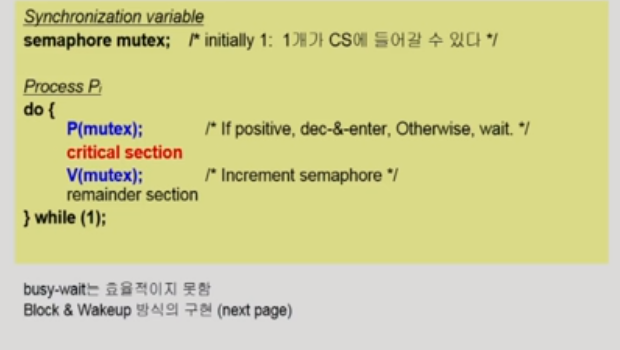 Synchronization variable
semaphore mutex; /* initially 1: 1개가 CS에 들어갈 수 있다 */
Process Pi
do {
P(mutex); /* If positive, dec-&-enter, Otherwise, wait. */
critical section
V(mutex); /* Increment semaphore */
remainder section
} while (1);
busy-wait는 효율적이지 못함
Block & Wakeup 방식의 구현 (next page)